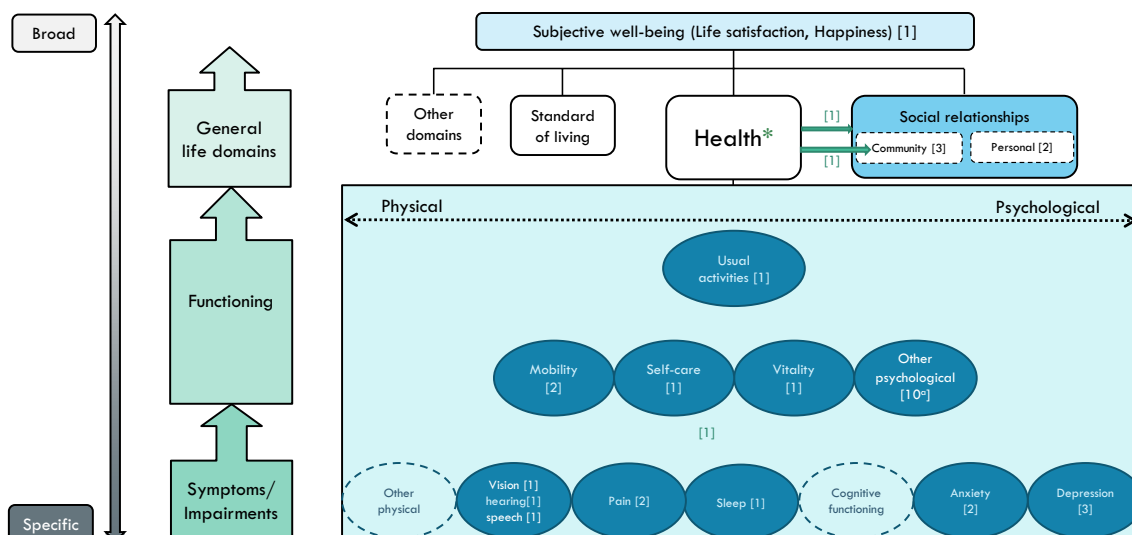 Broad
Subjective well-being (Life satisfaction, Happiness) [1]
Other
domains
Standard
of living
Health*
[1]
[1]
Social relationships
Community [3]
Personal [2]
General
life domains
Physical
Psychological
Usual
activities [1]
Functioning
Mobility
[2]
Self-care
[1]
Vitality
[1]
Other
psychological
[10ᵅ]
[1]
Symptoms/
Impairments
Other
physical
Vision [1]
hearing[1]
speech [1]
Pain [2]
Sleep [1]
Cognitive
functioning
Anxiety
[2]
Depression
[3]
Specific